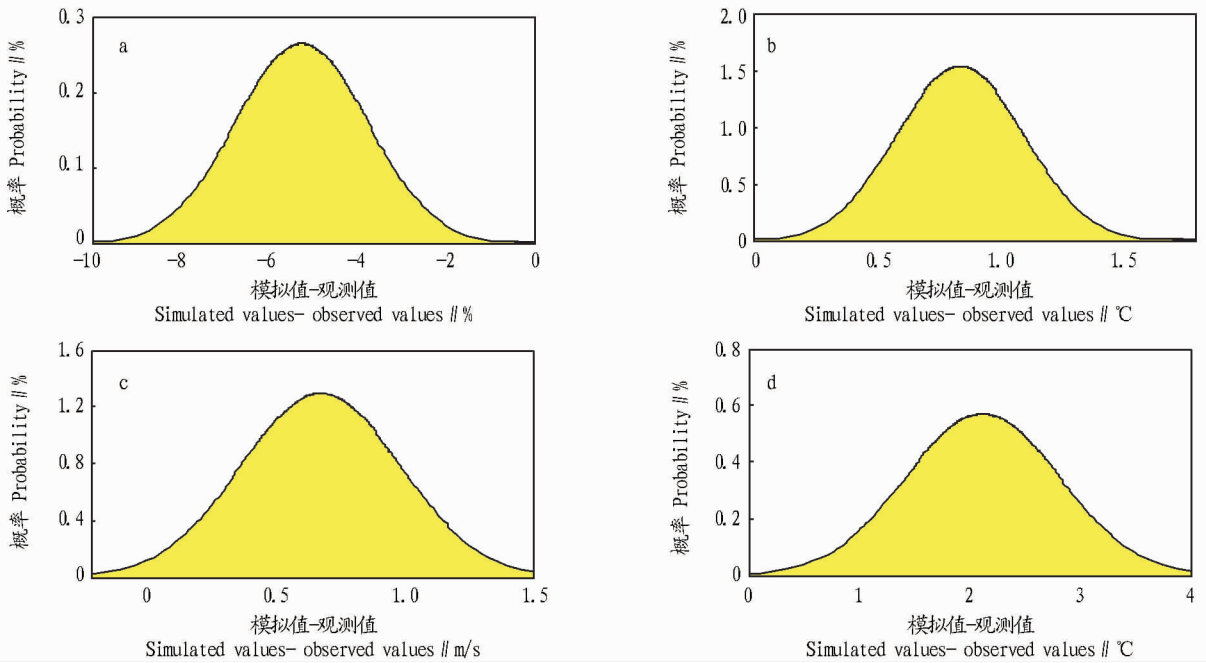 0.3
0.2
0.1
0
a
概率 Probability∥%
-10 -8 -6 -4 -2 0
模拟值-观测值
Simulated values- observed values∥%
2.0
1.5
1.0
0.5
0
b
概率 Probability∥%
0 0.5 1.0 1.5
模拟值-观测值
Simulated values- observed values∥℃
1.6
1.2
0.8
0.4
0
c
概率 Probability∥%
0 0.5 1.0 1.5
模拟值-观测值
Simulated values- observed values∥m/s
0.8
0.6
0.4
0.2
0
d
概率 Probability∥%
0 1 2 3 4
模拟值-观测值
Simulated values- observed values∥℃